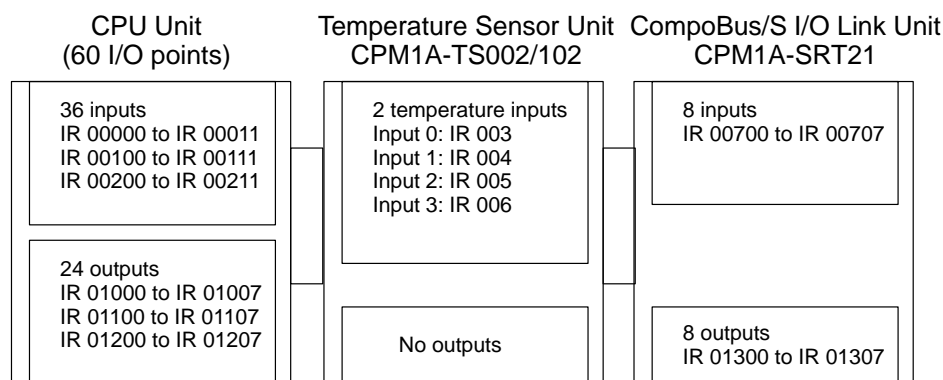 CPU Unit
(60 I/O points)
Temperature Sensor Unit
CPM1A-TS002/102
CompoBus/S I/O Link Unit
CPM1A-SRT21
36 inputs
IR 00000 to IR 00011
IR 00100 to IR 00111
IR 00200 to IR 00211
2 temperature inputs
Input 0: IR 003
Input 1: IR 004
Input 2: IR 005
Input 3: IR 006
8 inputs
IR 00700 to IR 00707
24 outputs
IR 01000 to IR 01007
IR 01100 to IR 01107
IR 01200 to IR 01207
No outputs
8 outputs
IR 01300 to IR 01307